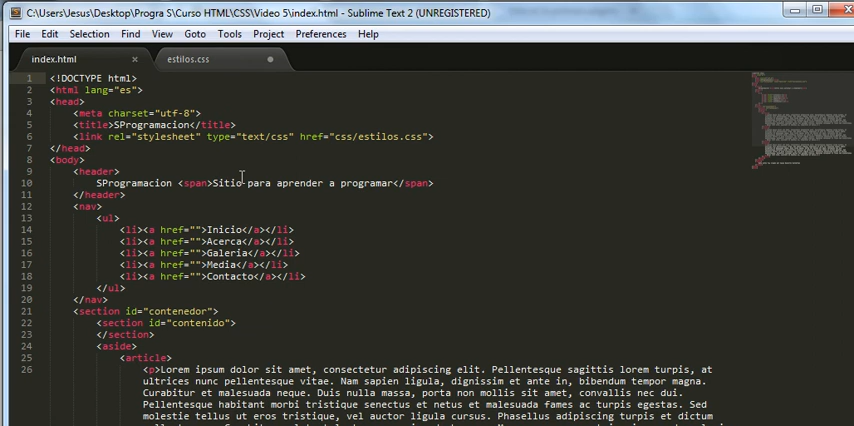 C:\Users\Jesus\Desktop\Progra S\Curso HTML\CSS\Video 5\index.html - Sublime Text 2 (UNREGISTERED)
File Edit Selection Find View Goto Tools Project Preferences Help
index.html × estilos.css
1 <!DOCTYPE html>
2 <html lang="es">
3 <head>
4 <meta charset="utf-8">
5 <title>SProgramacion</title>
6 <link rel="stylesheet" type="text/css" href="css/estilos.css">
7 </head>
8 <body>
9 <header>
10 SProgramacion <span>Sitio para aprender a programar</span>
11 </header>
12 <nav>
13 <ul>
14 <li><a href="">Inicio</a></li>
15 <li><a href="">Acerca</a></li>
16 <li><a href="">Galeria</a></li>
17 <li><a href="">Media</a></li>
18 <li><a href="">Contacto</a></li>
19 </ul>
20 </nav>
21 <section id="contenedor">
22 <section id="contenido">
23 </section>
24 <aside>
25 <article>
26 <p>Lorem ipsum dolor sit amet, consectetur adipiscing elit. Pellentesque sagittis lorem turpis, at
ultrices nunc pellentesque vitae. Nam sapien ligula, dignissim et ante in, bibendum tempor magna.
Curabitur et malesuada neque. Duis nulla massa, porta non mollis sit amet, convallis nec dui.
Pellentesque habitant morbi tristique senectus et netus et malesuada fames ac turpis egestas. Sed
molestie tellus ut eros tristique, vel auctor ligula cursus. Phasellus adipiscing turpis et dictum